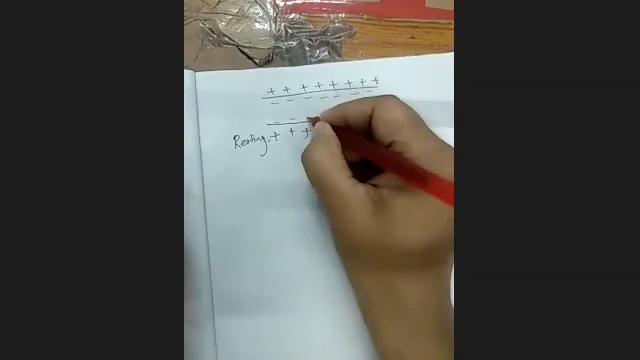 + + + + + + + +
- - - - - - -
- -
Resting. + + +